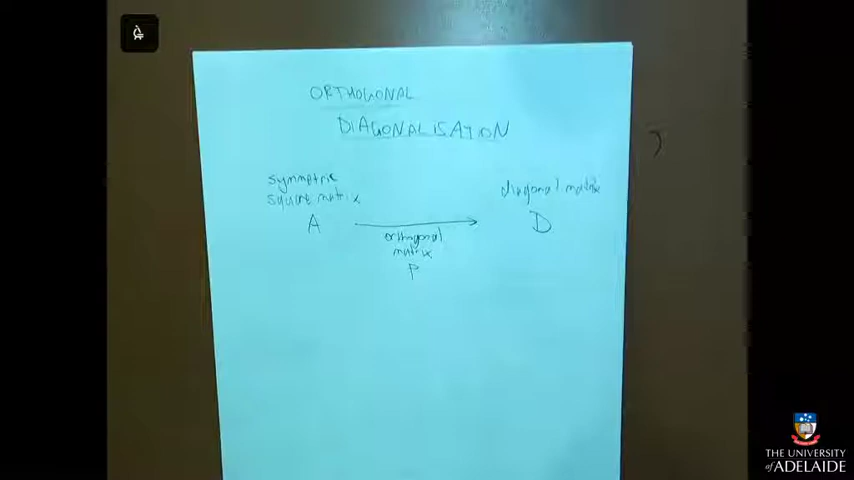 ORTHOGONAL
DIAGONALISATION
symmetric
square matrix
diagonal matrix
A
D
orthogonal
matrix
P
THE UNIVERSITY
of ADELAIDE